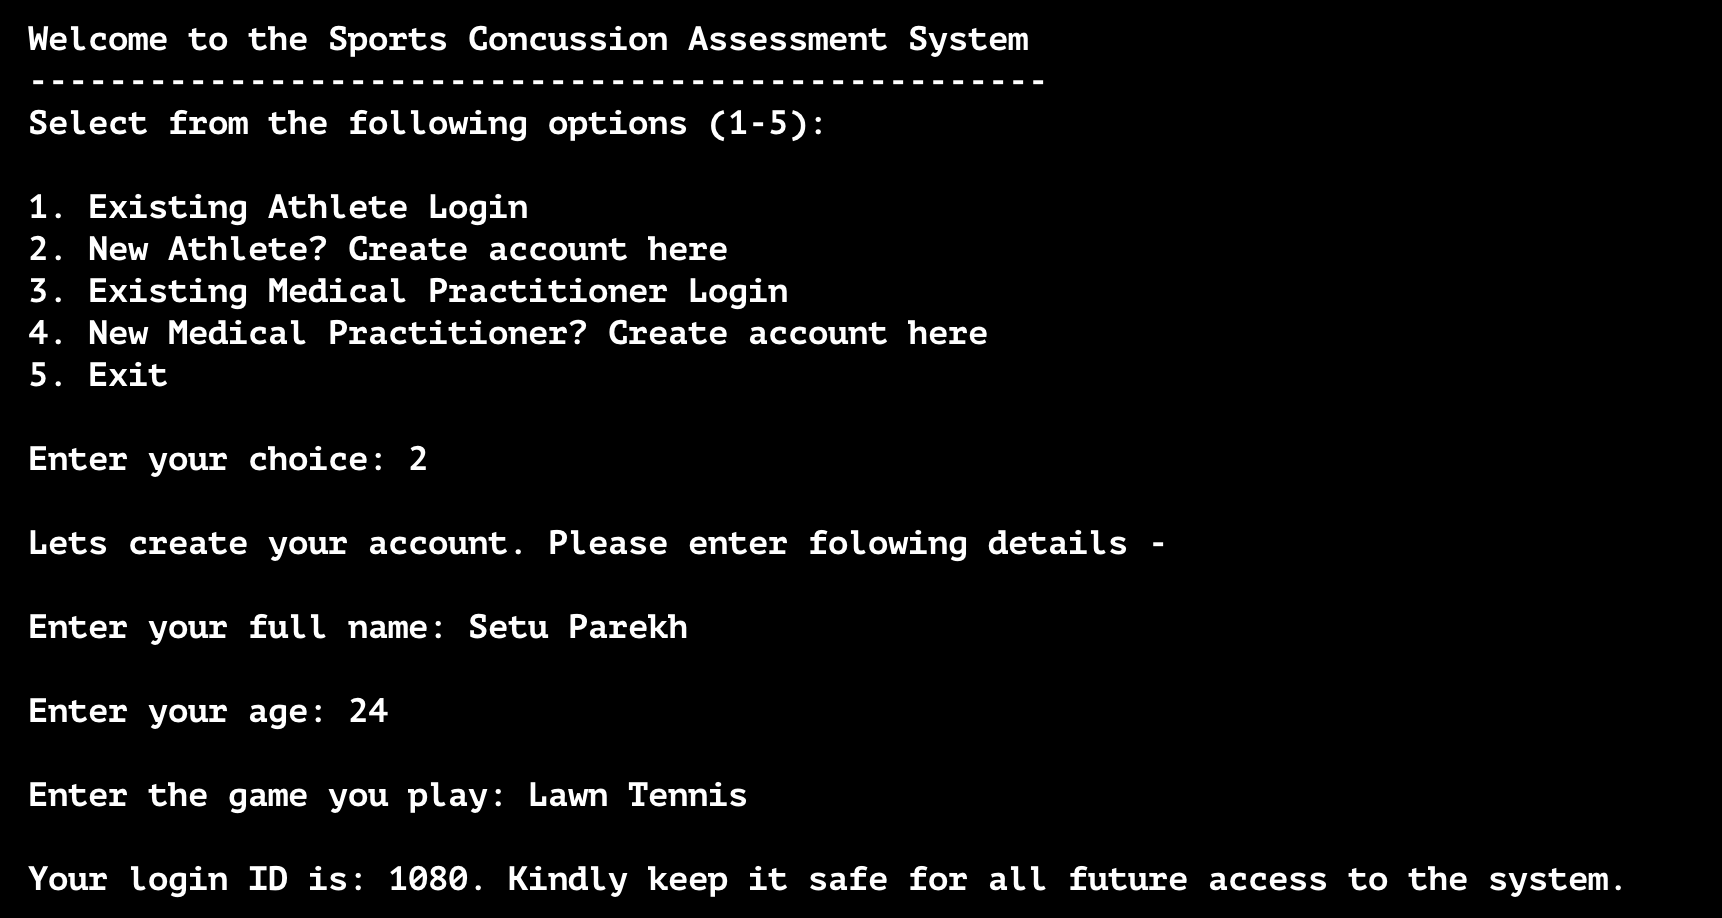 Welcome to the Sports Concussion Assessment System
---------------------------------------------------
Select from the following options (1-5):
1. Existing Athlete Login
2. New Athlete? Create account here
3. Existing Medical Practitioner Login
4. New Medical Practitioner? Create account here
5. Exit
Enter your choice: 2
Lets create your account. Please enter folowing details -
Enter your full name: Setu Parekh
Enter your age: 24
Enter the game you play: Lawn Tennis
Your login ID is: 1080. Kindly keep it safe for all future access to the system.